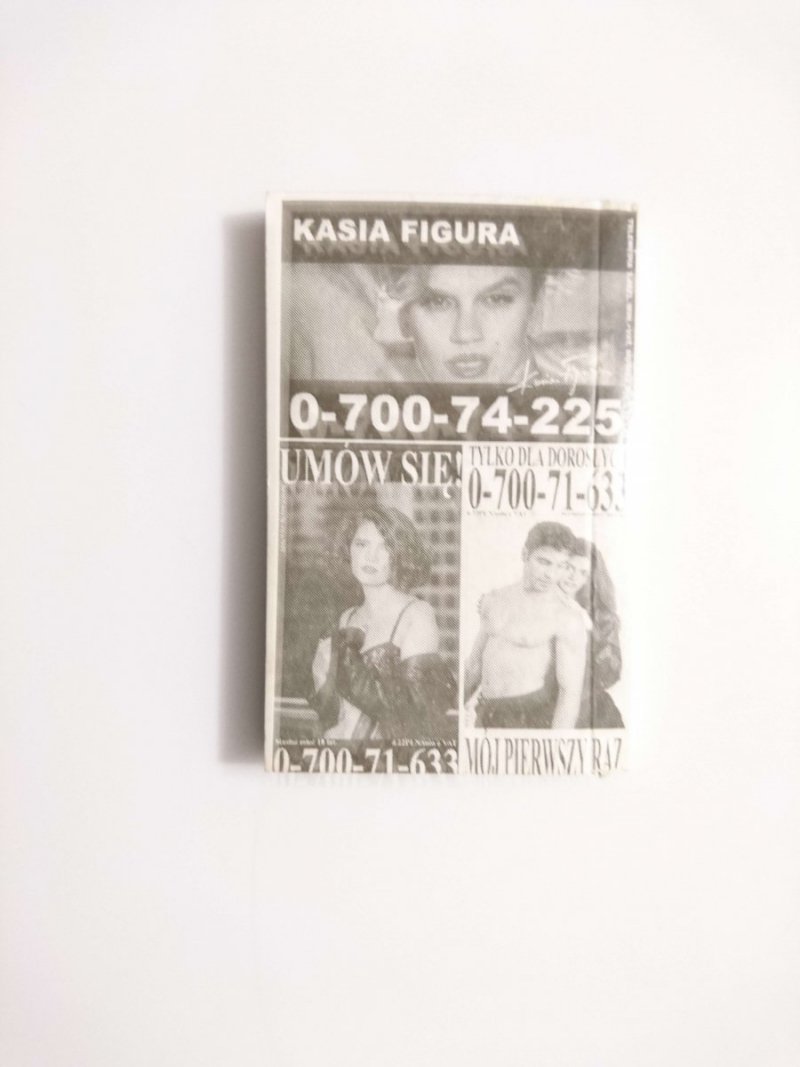 KASIA FIGURA
0-700-74-225
UMÓW SIĘ!
TYLKO DLA DOROSŁYC
0-700-71-633
0-700-71-633
MÓJ PIERWSZY RAZ